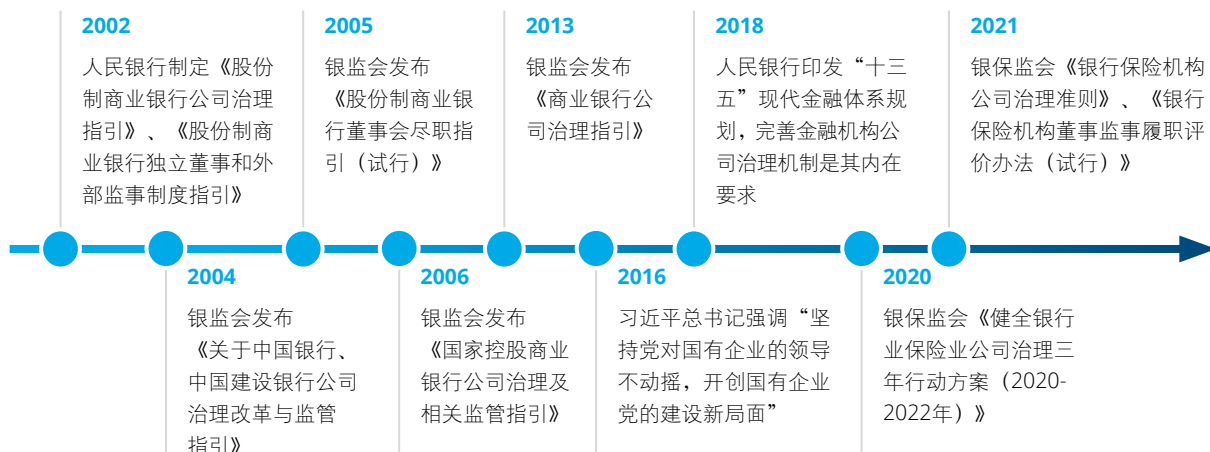 2002
人民银行制定《股份
制商业银行公司治理
指引》、《股份制商
业银行独立董事和外
部监事制度指引》
2005
银监会发布
《股份制商业银
行董事会尽职指
引（试行）》
2013
银监会发布
《商业银行公
司治理指引》
2018
人民银行印发“十三
五”现代金融体系规
划，完善金融机构公
司治理机制是其内在
要求
2021
银保监会《银行保险机构
公司治理准则》、《银行
保险机构董事监事履职评
价办法（试行）》
2004
银监会发布
《关于中国银行、
中国建设银行公司
治理改革与监管
指引》
2006
银监会发布
《国家控股商业
银行公司治理及
相关监管指引》
2016
习近平总书记强调“坚
持党对国有企业的领导
不动摇，开创国有企业
党的建设新局面”
2020
银保监会《健全银行
业保险业公司治理三
年行动方案（2020-
2022年）》